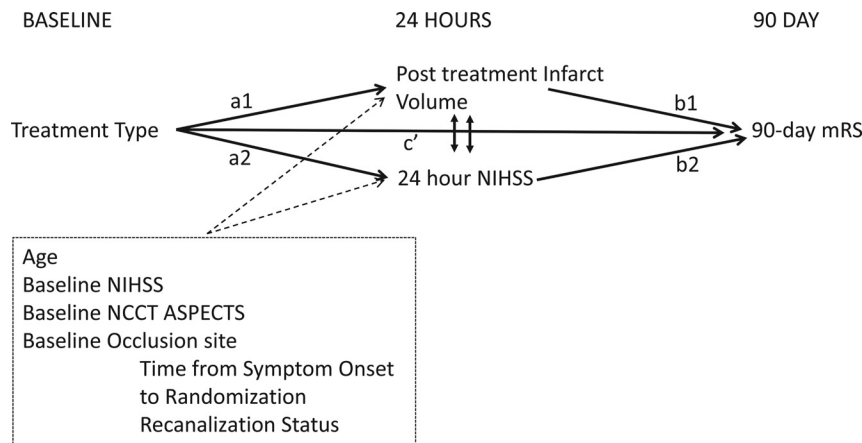 BASELINE
24 HOURS
90 DAY
Post treatment Infarct
Volume
a1
b1
Treatment Type
c'
90-day mRS
a2
24 hour NIHSS
b2
Age
Baseline NIHSS
Baseline NCCT ASPECTS
Baseline Occlusion site
Time from Symptom Onset
to Randomization
Recanalization Status